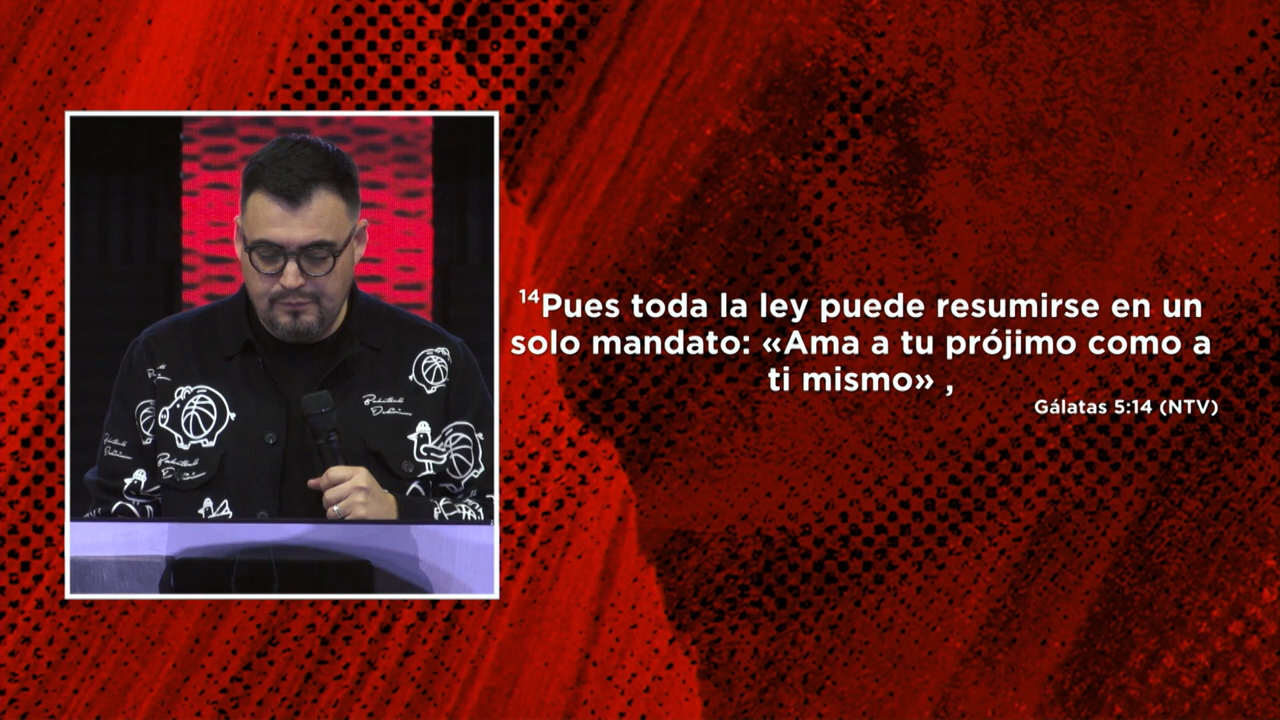 ¹⁴Pues toda la ley puede resumirse en un
solo mandato: «Ama a tu prójimo como a
ti mismo» ,
Gálatas 5:14 (NTV)